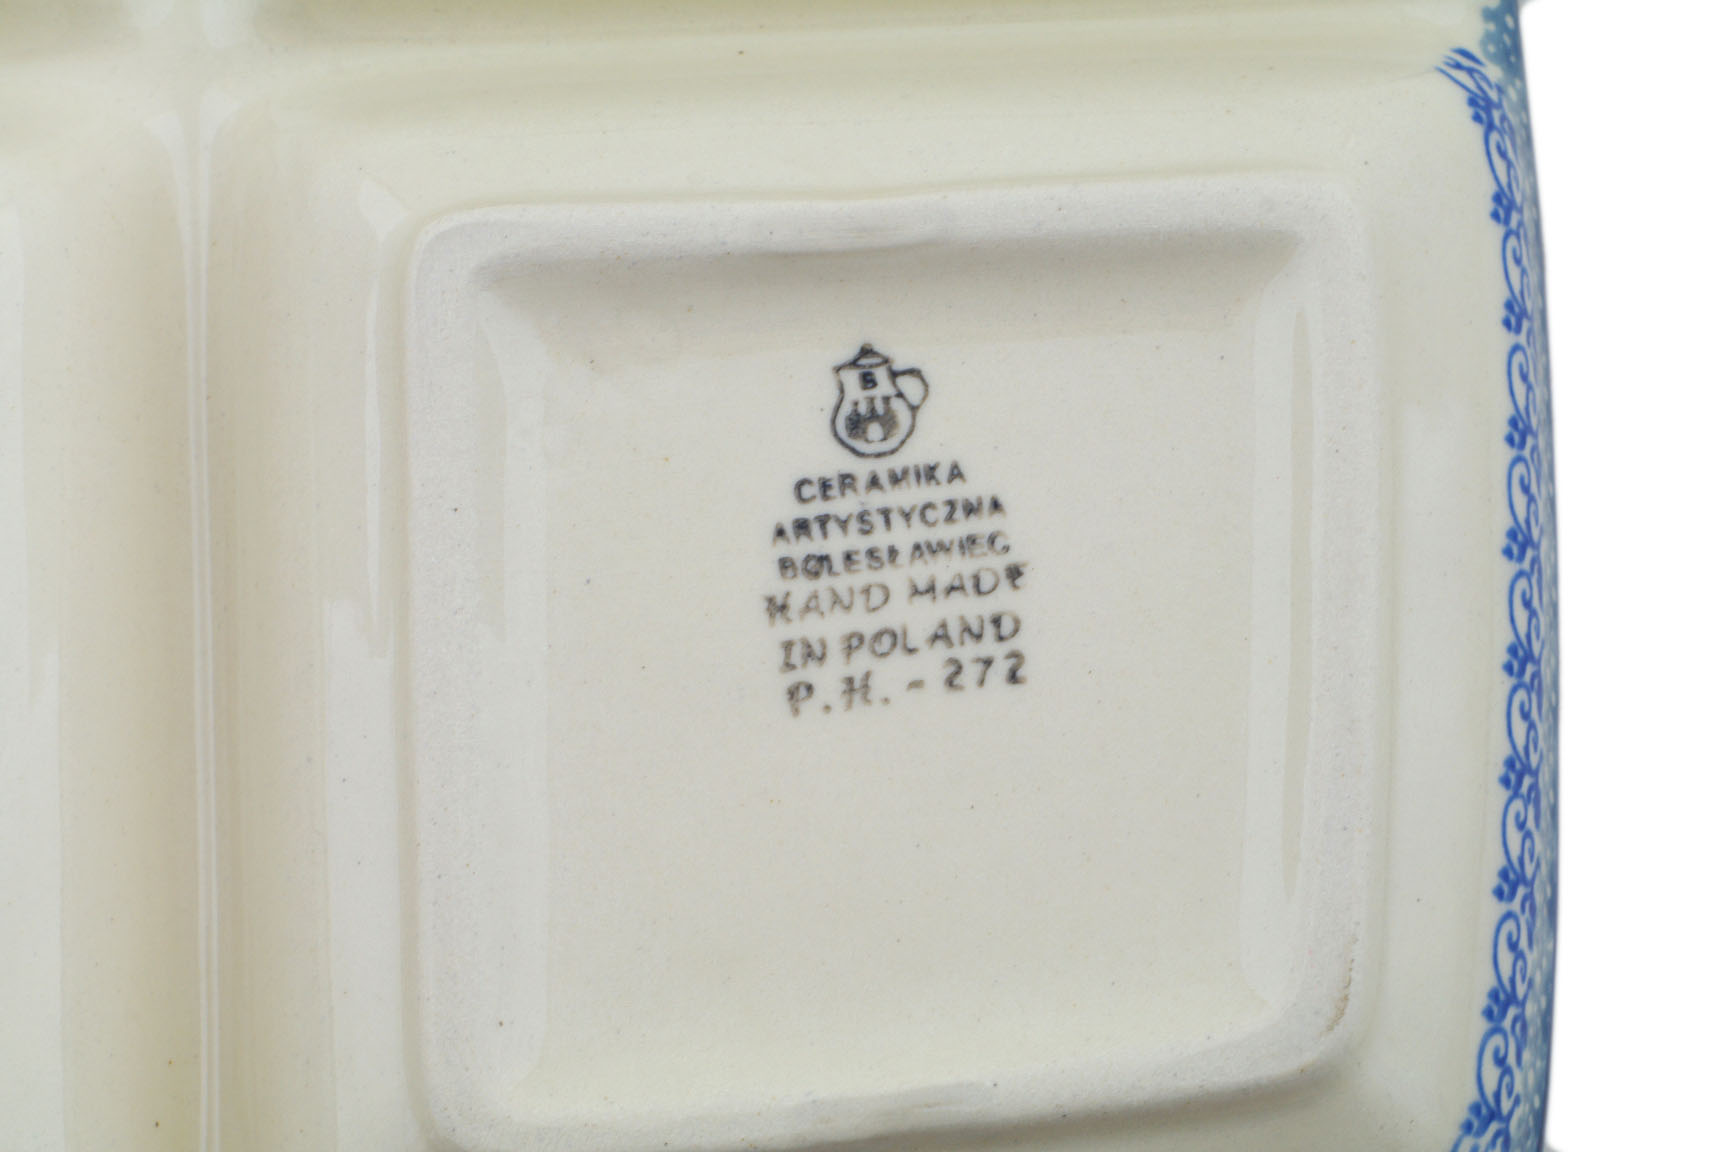 B
CERAMIKA
ARTYSTYCZNA
BOLESŁAWIEC
HAND MADE
IN POLAND
P.H.-272